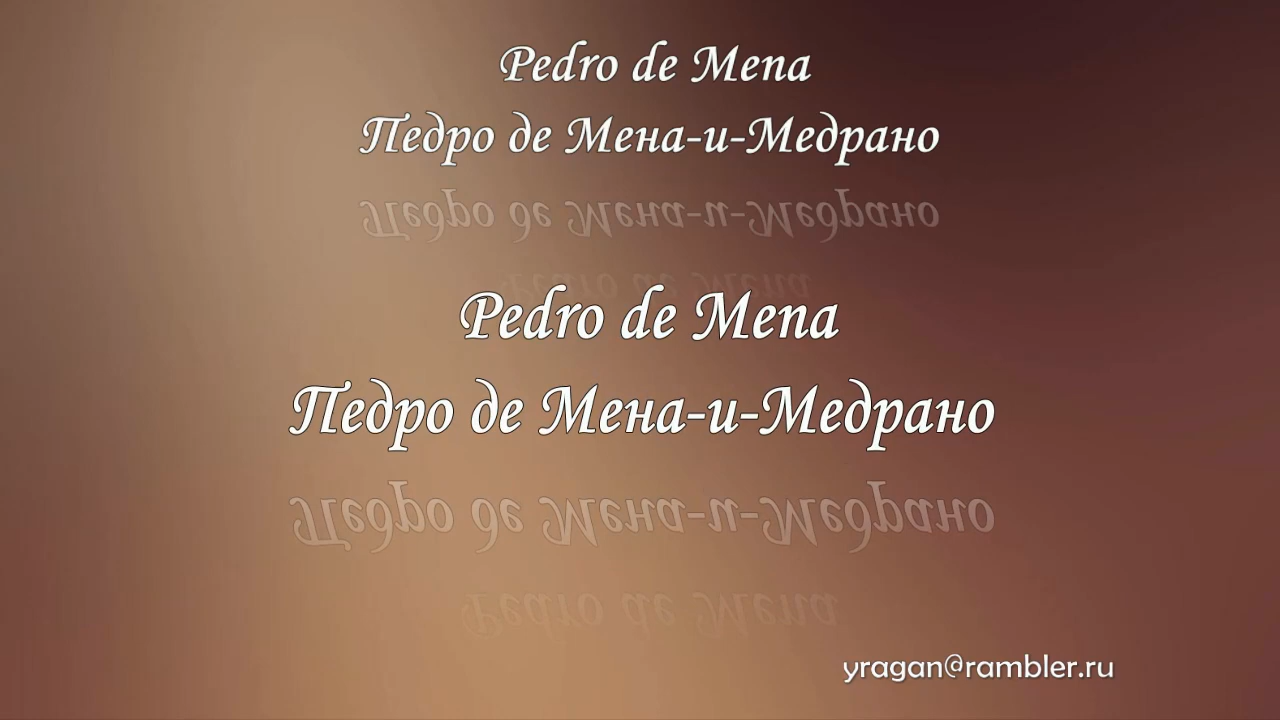 Pedro de Mena
Педро де Мена-и-Медрано
Pedro de Mena
Педро де Мена-и-Медрано
yragan@rambler.ru